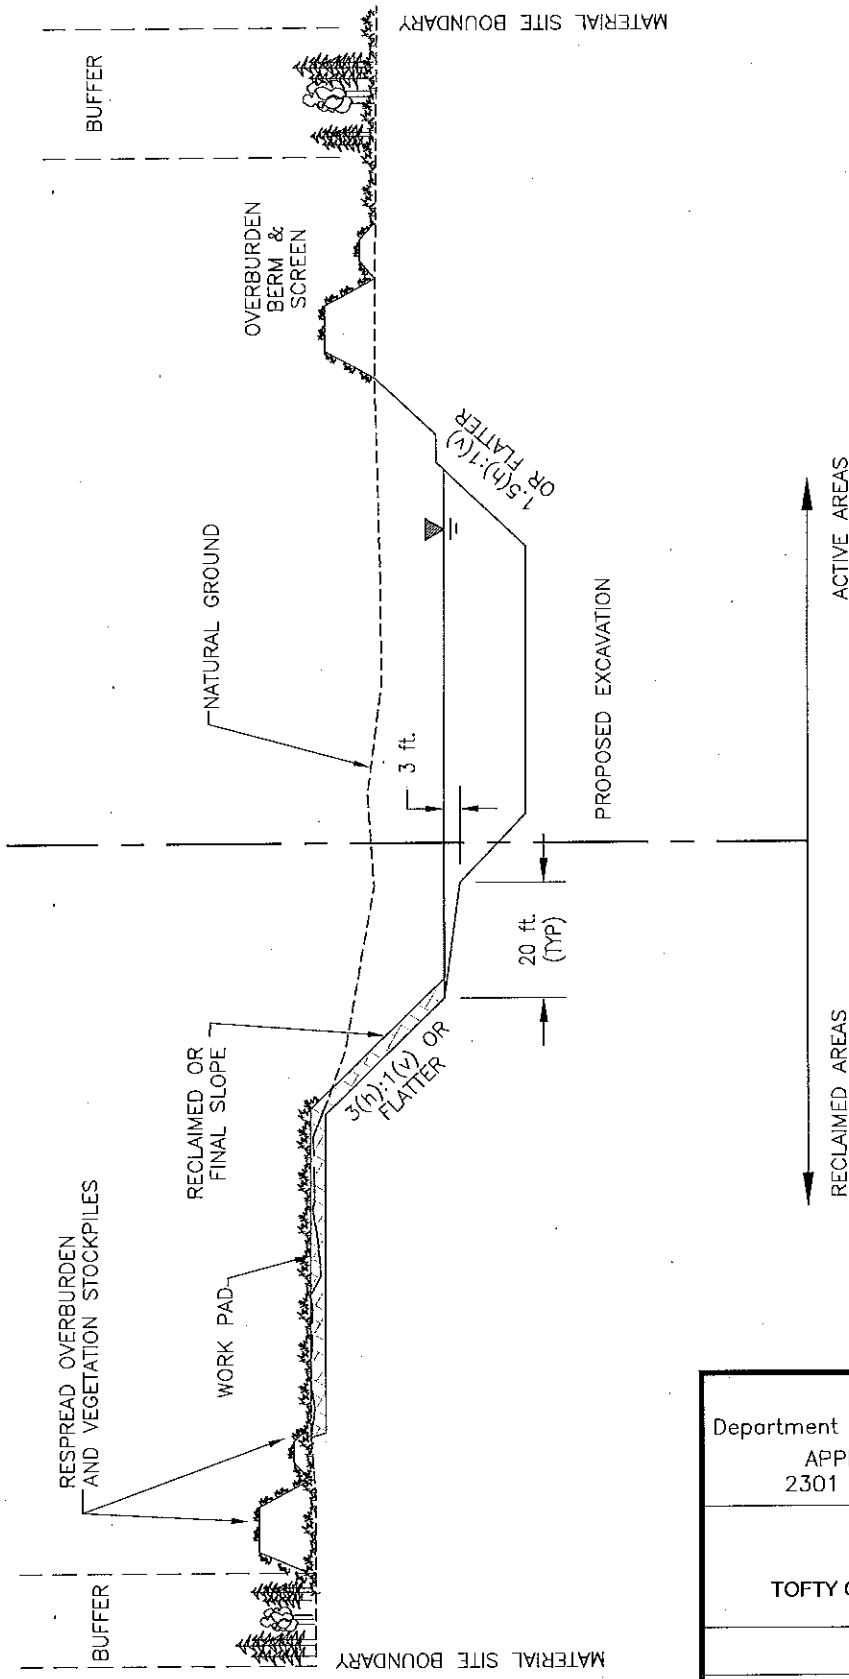 BUFFER
MATERIAL SITE BOUNDARY
RESPREAD OVERBURDEN
AND VEGETATION STOCKPILES
WORK PAD
RECLAIMED OR
FINAL SLOPE
3(h):1(v) OR
FLATTER
20 ft.
(TYP)
3 ft.
NATURAL GROUND
PROPOSED EXCAVATION
1.5(h):1(v)
OR FLATTER
OVERBURDEN
BERM &
SCREEN
BUFFER
MATERIAL SITE BOUNDARY
RECLAIMED AREAS
ACTIVE AREAS
Department
2301
TOFTY